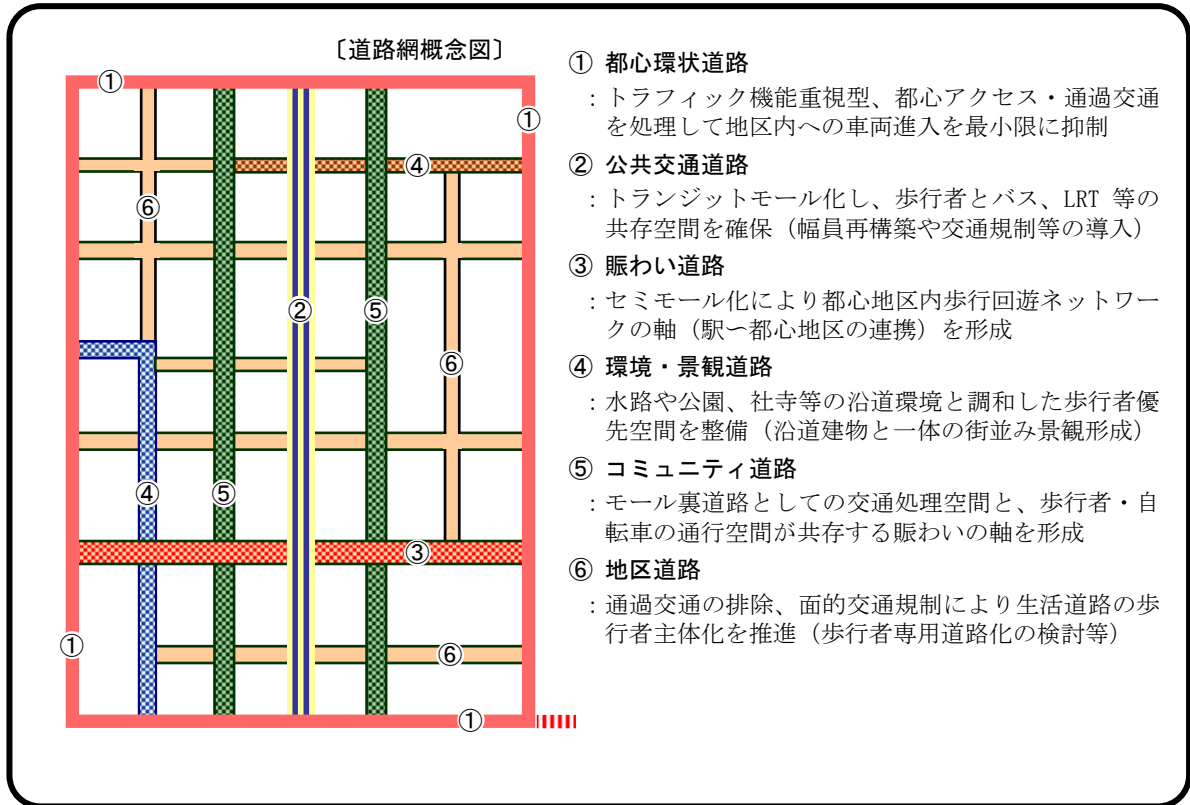 〔道路網概念図〕
① 都心環状道路
：トラフィック機能重視型、都心アクセス・通過交通
を処理して地区内への車両進入を最小限に抑制
② 公共交通道路
：トランジットモール化し、歩行者とバス、LRT 等の
共存空間を確保（幅員再構築や交通規制等の導入）
③ 賑わい道路
：セミモール化により都心地区内歩行回遊ネットワー
クの軸（駅〜都心地区の連携）を形成
④ 環境・景観道路
：水路や公園、社寺等の沿道環境と調和した歩行者優
先空間を整備（沿道建物と一体の街並み景観形成）
⑤ コミュニティ道路
：モール裏道路としての交通処理空間と、歩行者・自
転車の通行空間が共存する賑わいの軸を形成
⑥ 地区道路
：通過交通の排除、面的交通規制により生活道路の歩
行者主体化を推進（歩行者専用道路化の検討等）
①
①
④
⑥
②
⑤
⑥
④
⑤
③
①
⑥
①